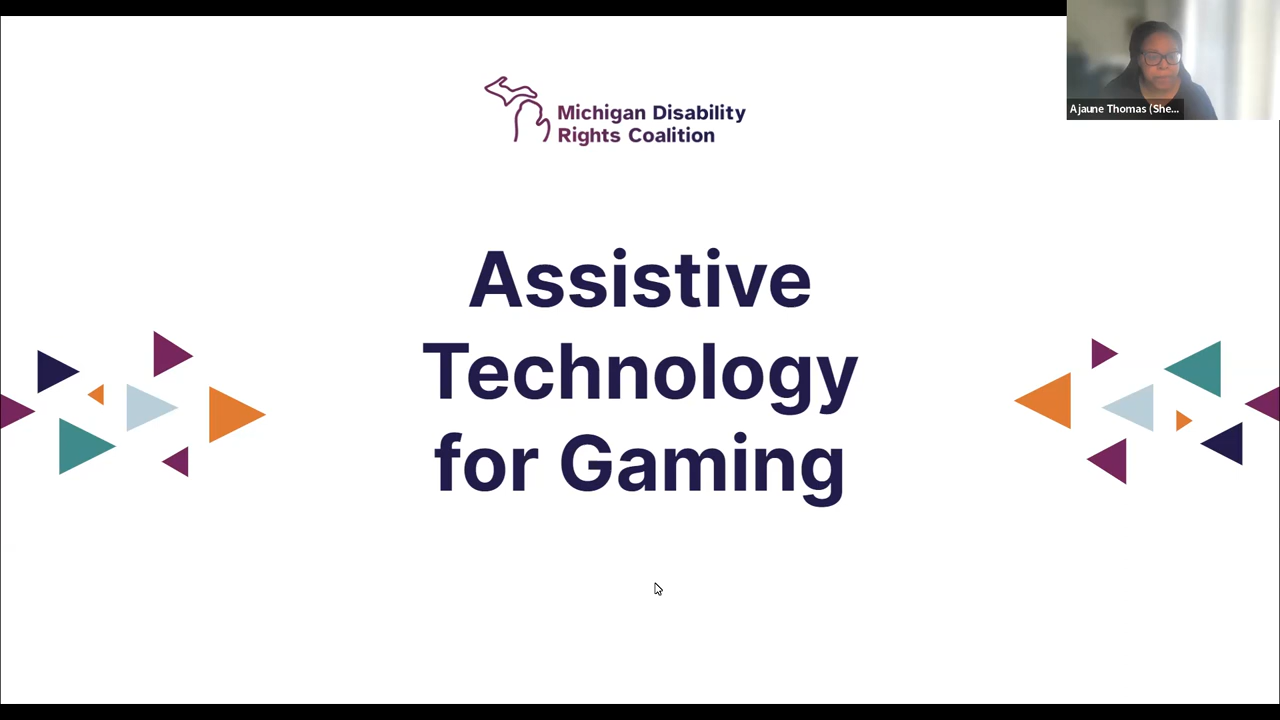 Michigan Disability
Rights Coalition
Assistive
Technology
for Gaming
Ajaune Thomas (She...